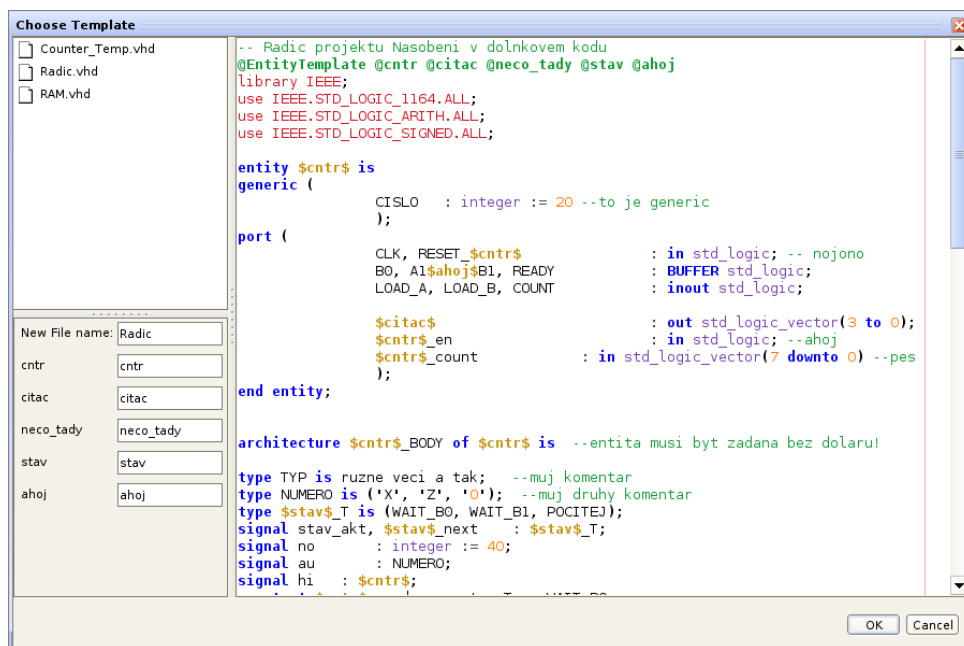 Choose Template
Counter_Temp.vhd
Radic.vhd
RAM.vhd
New File name: Radic
cntr cntr
citac citac
neco_tady neco_tady
stav stav
ahoj ahoj
-- Radic projektu Nasobeni v dolnkovem kodu
@EntityTemplate @cntr @citac @neco_tady @stav @ahoj
library IEEE;
use IEEE.STD_LOGIC_1164.ALL;
use IEEE.STD_LOGIC_ARITH.ALL;
use IEEE.STD_LOGIC_SIGNED.ALL;
entity $cntr$ is
generic (
CISLO : integer := 20 --to je generic
);
port (
CLK, RESET_$cntr$ : in std_logic; -- nojono
B0, A1$ahoj$B1, READY : BUFFER std_logic;
LOAD_A, LOAD_B, COUNT : inout std_logic;
$citac$ : out std_logic_vector(3 to 0);
$cntr$_en : in std_logic; --ahoj
$cntr$_count : in std_logic_vector(7 downto 0) --pes
);
end entity;
architecture $cntr$_BODY of $cntr$ is --entita musi byt zadana bez dolaru!
type TYP is ruzne veci a tak; --muj komentar
type NUMERO is ('X', 'Z', '0'); --muj druhy komentar
type $stav$_T is (WAIT_B0, WAIT_B1, POCITEJ);
signal stav_akt, $stav$_next : $stav$_T;
signal no : integer := 40;
signal au : NUMERO;
signal hi : $cntr$;
OK Cancel